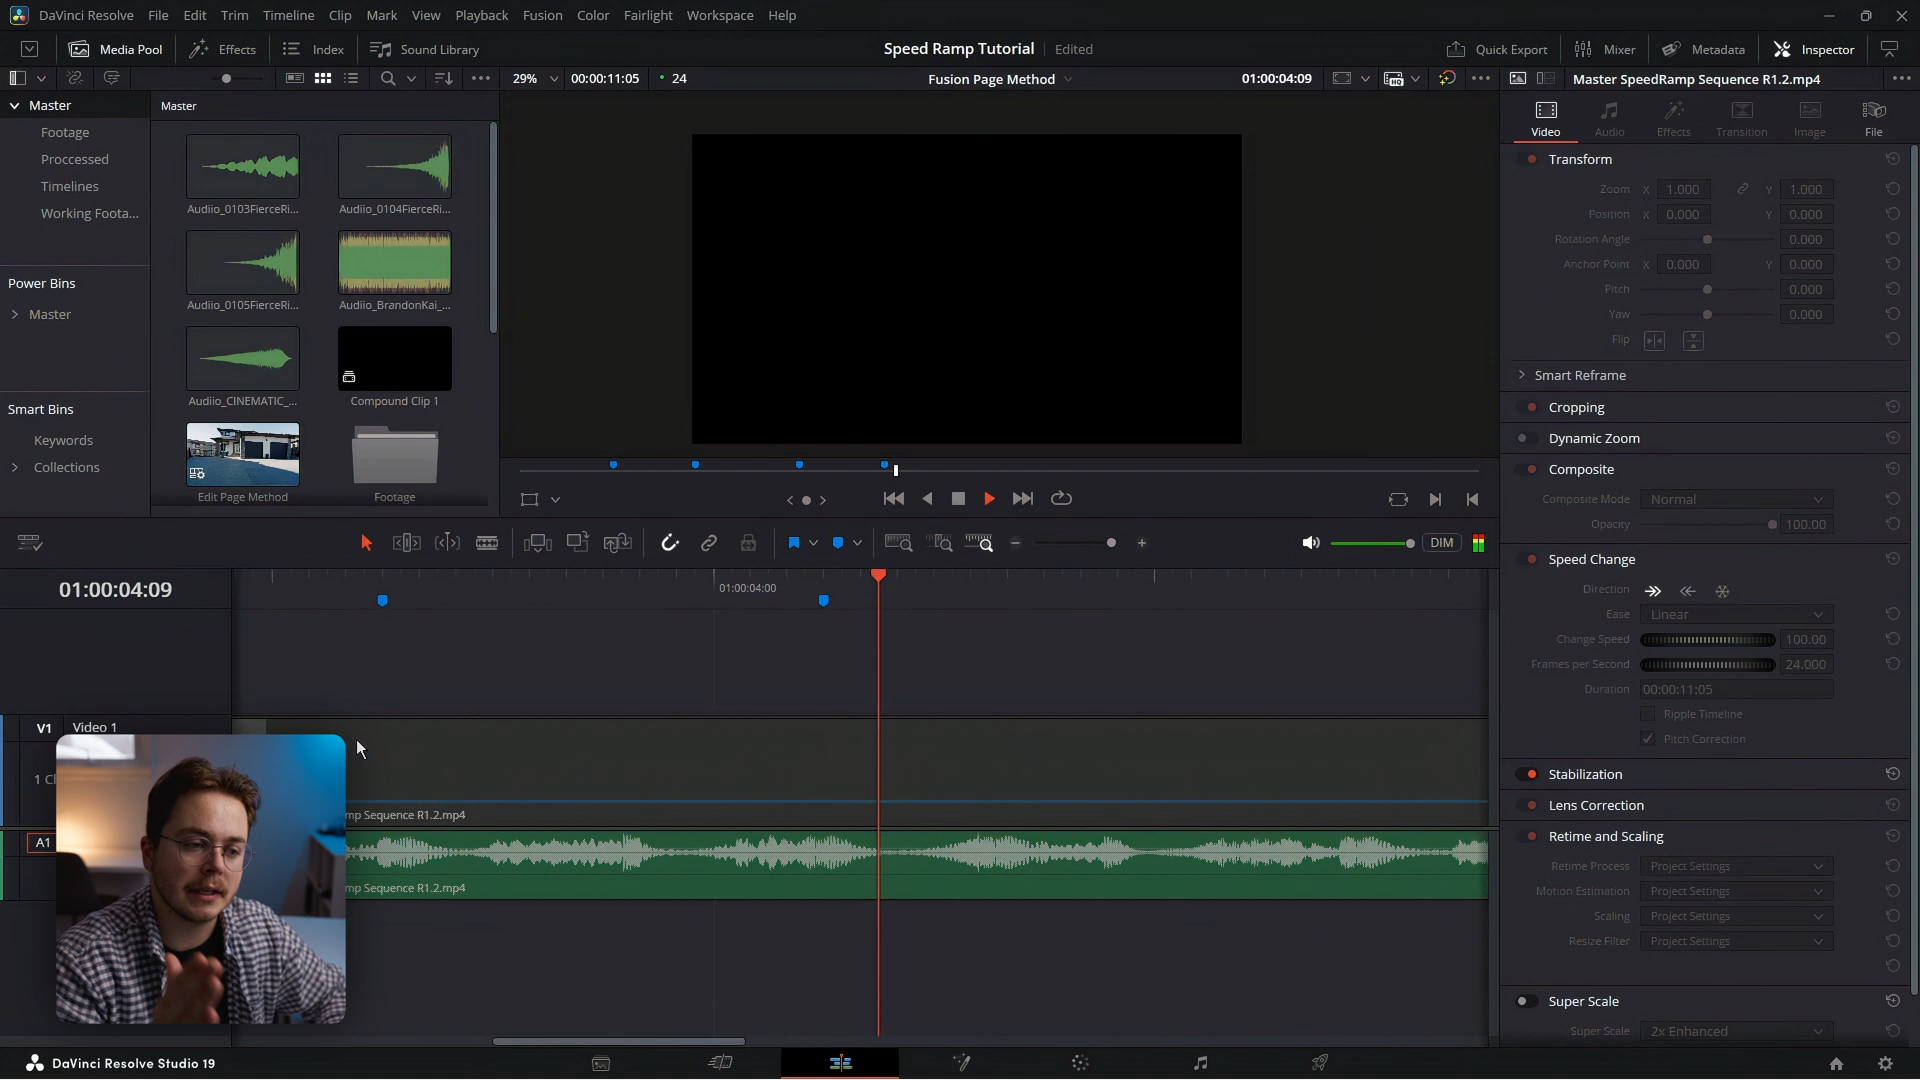 DaVinci Resolve File Edit Trim Timeline Clip Mark View Playback Fusion Color Fairlight Workspace Help
Media Pool Effects Index Sound Library Speed Ramp Tutorial Edited Quick Export Mixer Metadata Inspector
29% 00:00:11:05 24 Fusion Page Method 01:00:04:09 Master SpeedRamp Sequence R1.2.mp4
Master
Footage
Proccessed
Timelines
Working Foota...
Power Bins
Master
Smart Bins
Keywords
Collections
Master
Audiio_0103FierceRi... Audiio_0104FierceRi...
Audiio_0105FierceRi... Audiio_BrandonKai_...
Audiio_CINEMATIC_... Compound Clip 1
Edit Page Method Footage
Video Audio Effects Transition Image File
Transform
Zoom X 1.000 Y 1.000
Position X 0.000 Y 0.000
Rotation Angle 0.000
Anchor Point X 0.000 Y 0.000
Pitch 0.000
Yaw 0.000
Flip
Smart Reframe
Cropping
Dynamic Zoom
Composite
Composite Mode Normal
Opacity 100.00
Speed Change
Direction
Ease Linear
Change Speed 100.00
Frames per Second 24.000
Duration 00:00:11:05
Ripple Timeline
Pitch Correction
Stabilization
Lens Correction
Retime and Scaling
Retime Process Project Settings
Motion Estimation Project Settings
Scaling Project Settings
Resize Filter Project Settings
Super Scale
Super Scale 2x Enhanced
DIM
01:00:04:09
01:00:04:00
V1 Video 1
1 Cl
mp Sequence R1.2.mp4
A1
mp Sequence R1.2.mp4
DaVinci Resolve Studio 19